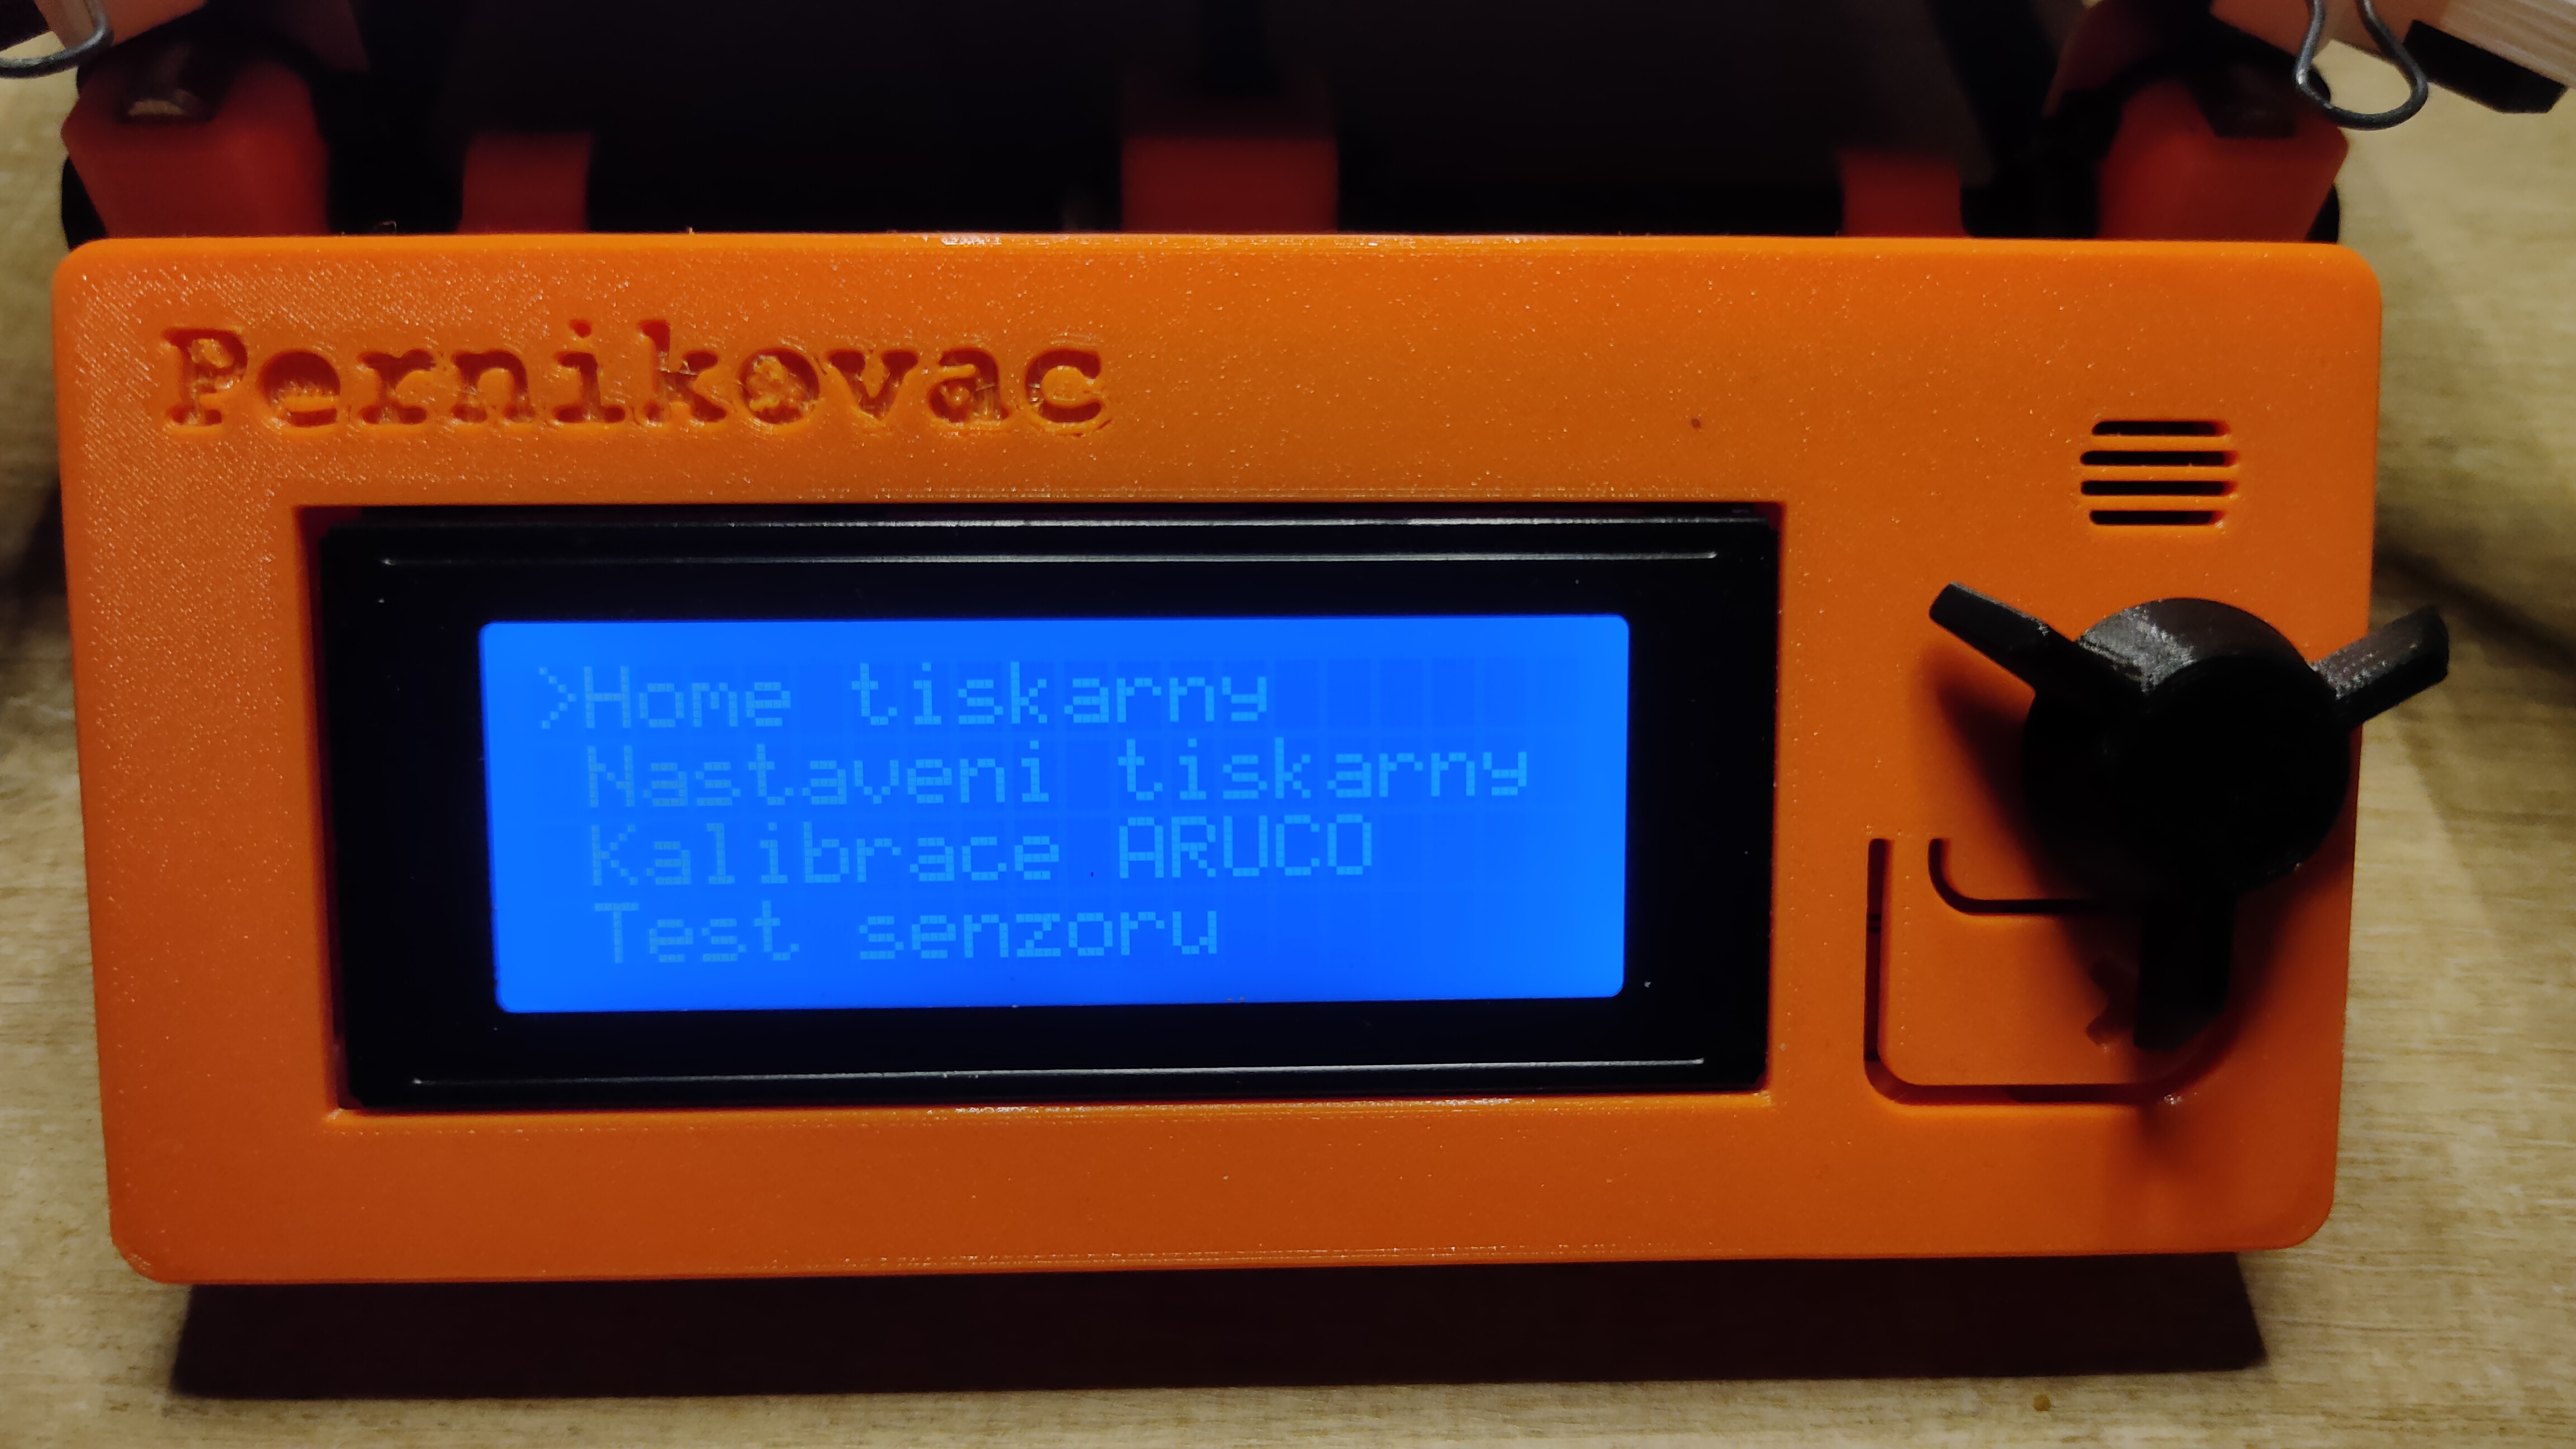 Pernikovac
>Home tiskarny
Nastaveni tiskarny
Kalibrace ARUCO
Test senzoru